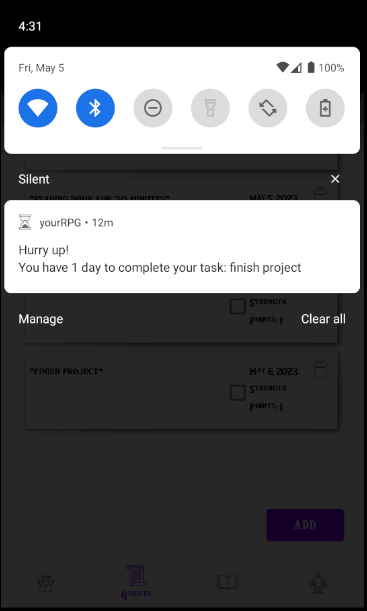 4:31
Fri, May 5
100%
Silent
"READING BOOK FOR 20 MINUTES"
MAY 5, 2023
yourRPG • 12m
Hurry up!
You have 1 day to complete your task: finish project
STRENGTH
POINTS: 1
Manage
Clear all
"FINISH PROJECT"
MAY 6, 2023
STRENGTH
POINTS: 1
ADD
QUESTS